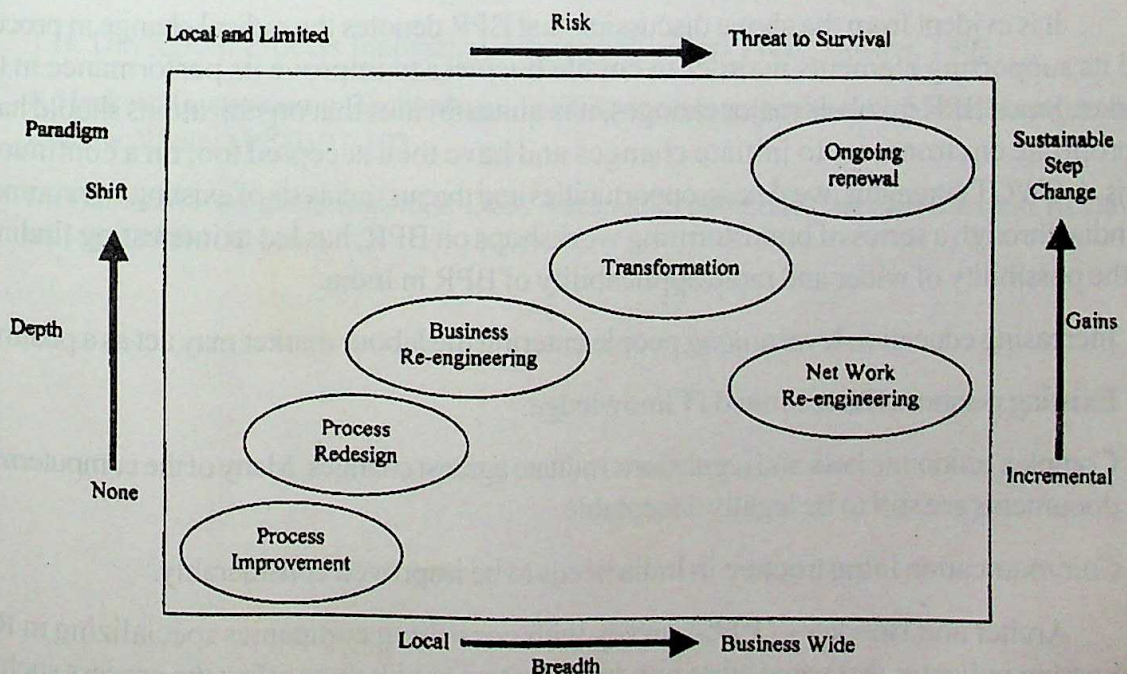 Risk
Local and Limited
Threat to Survival
Paradigm
Shift
Depth
None
Ongoing
renewal
Transformation
Business
Re-engineering
Net Work
Re-engineering
Process
Redesign
Process
Improvement
Sustainable
Step
Change
Gains
Incremental
Local
Business Wide
Breadth